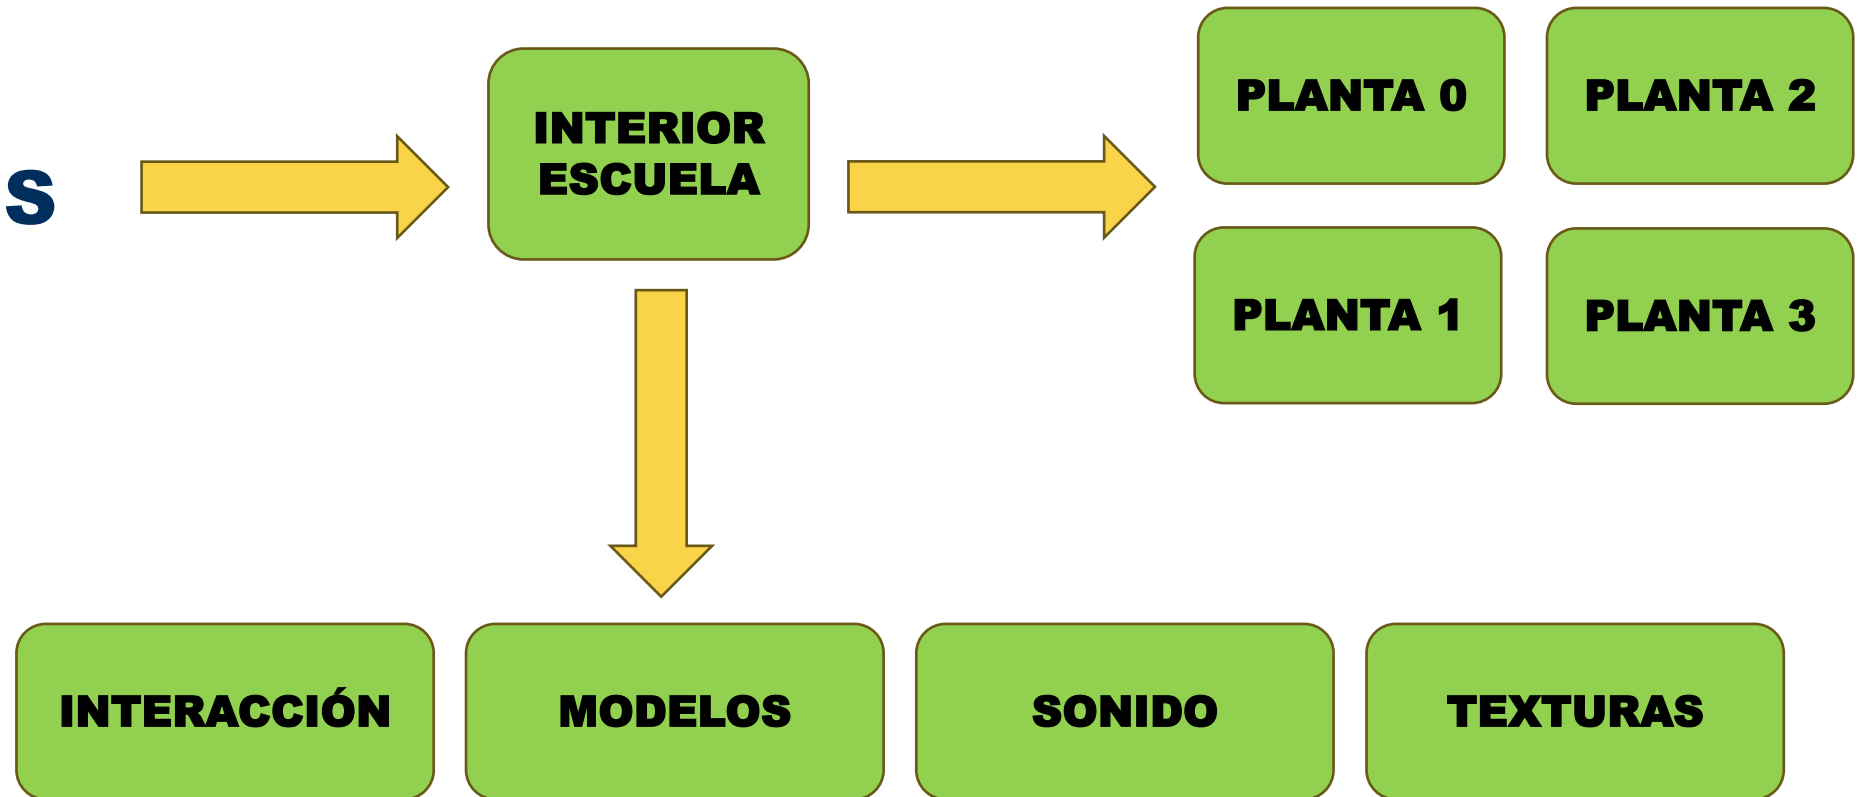 S
INTERIOR
ESCUELA
PLANTA 0
PLANTA 2
PLANTA 1
PLANTA 3
INTERACCIÓN
MODELOS
SONIDO
TEXTURAS